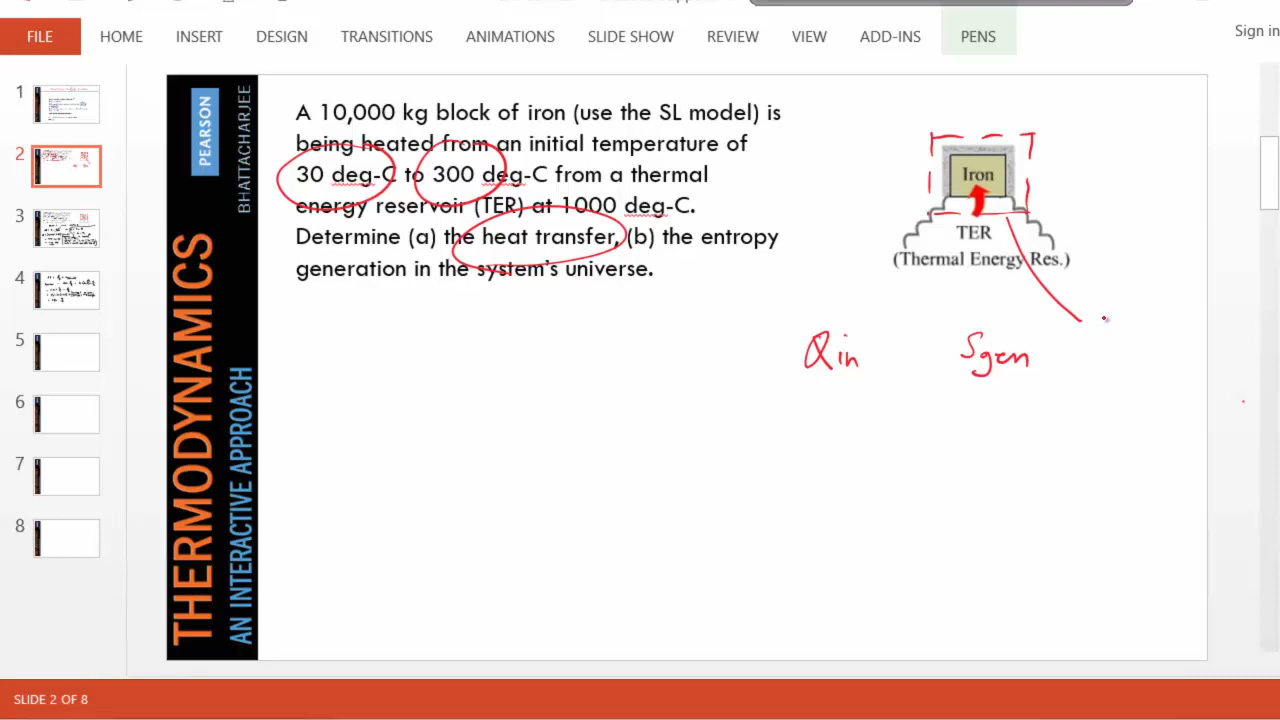 FILE HOME INSERT DESIGN TRANSITIONS ANIMATIONS SLIDE SHOW REVIEW VIEW ADD-INS PENS Sign in
1
2
3
4
5
6
7
8
PEARSON
BHATTACHARJEE
THERMODYNAMICS
AN INTERACTIVE APPROACH
A 10,000 kg block of iron (use the SL model) is
being heated from an initial temperature of
30 deg-C to 300 deg-C from a thermal
energy reservoir (TER) at 1000 deg-C.
Determine (a) the heat transfer, (b) the entropy
generation in the system's universe.
Iron
TER
(Thermal Energy Res.)
Qin Sgen
SLIDE 2 OF 8